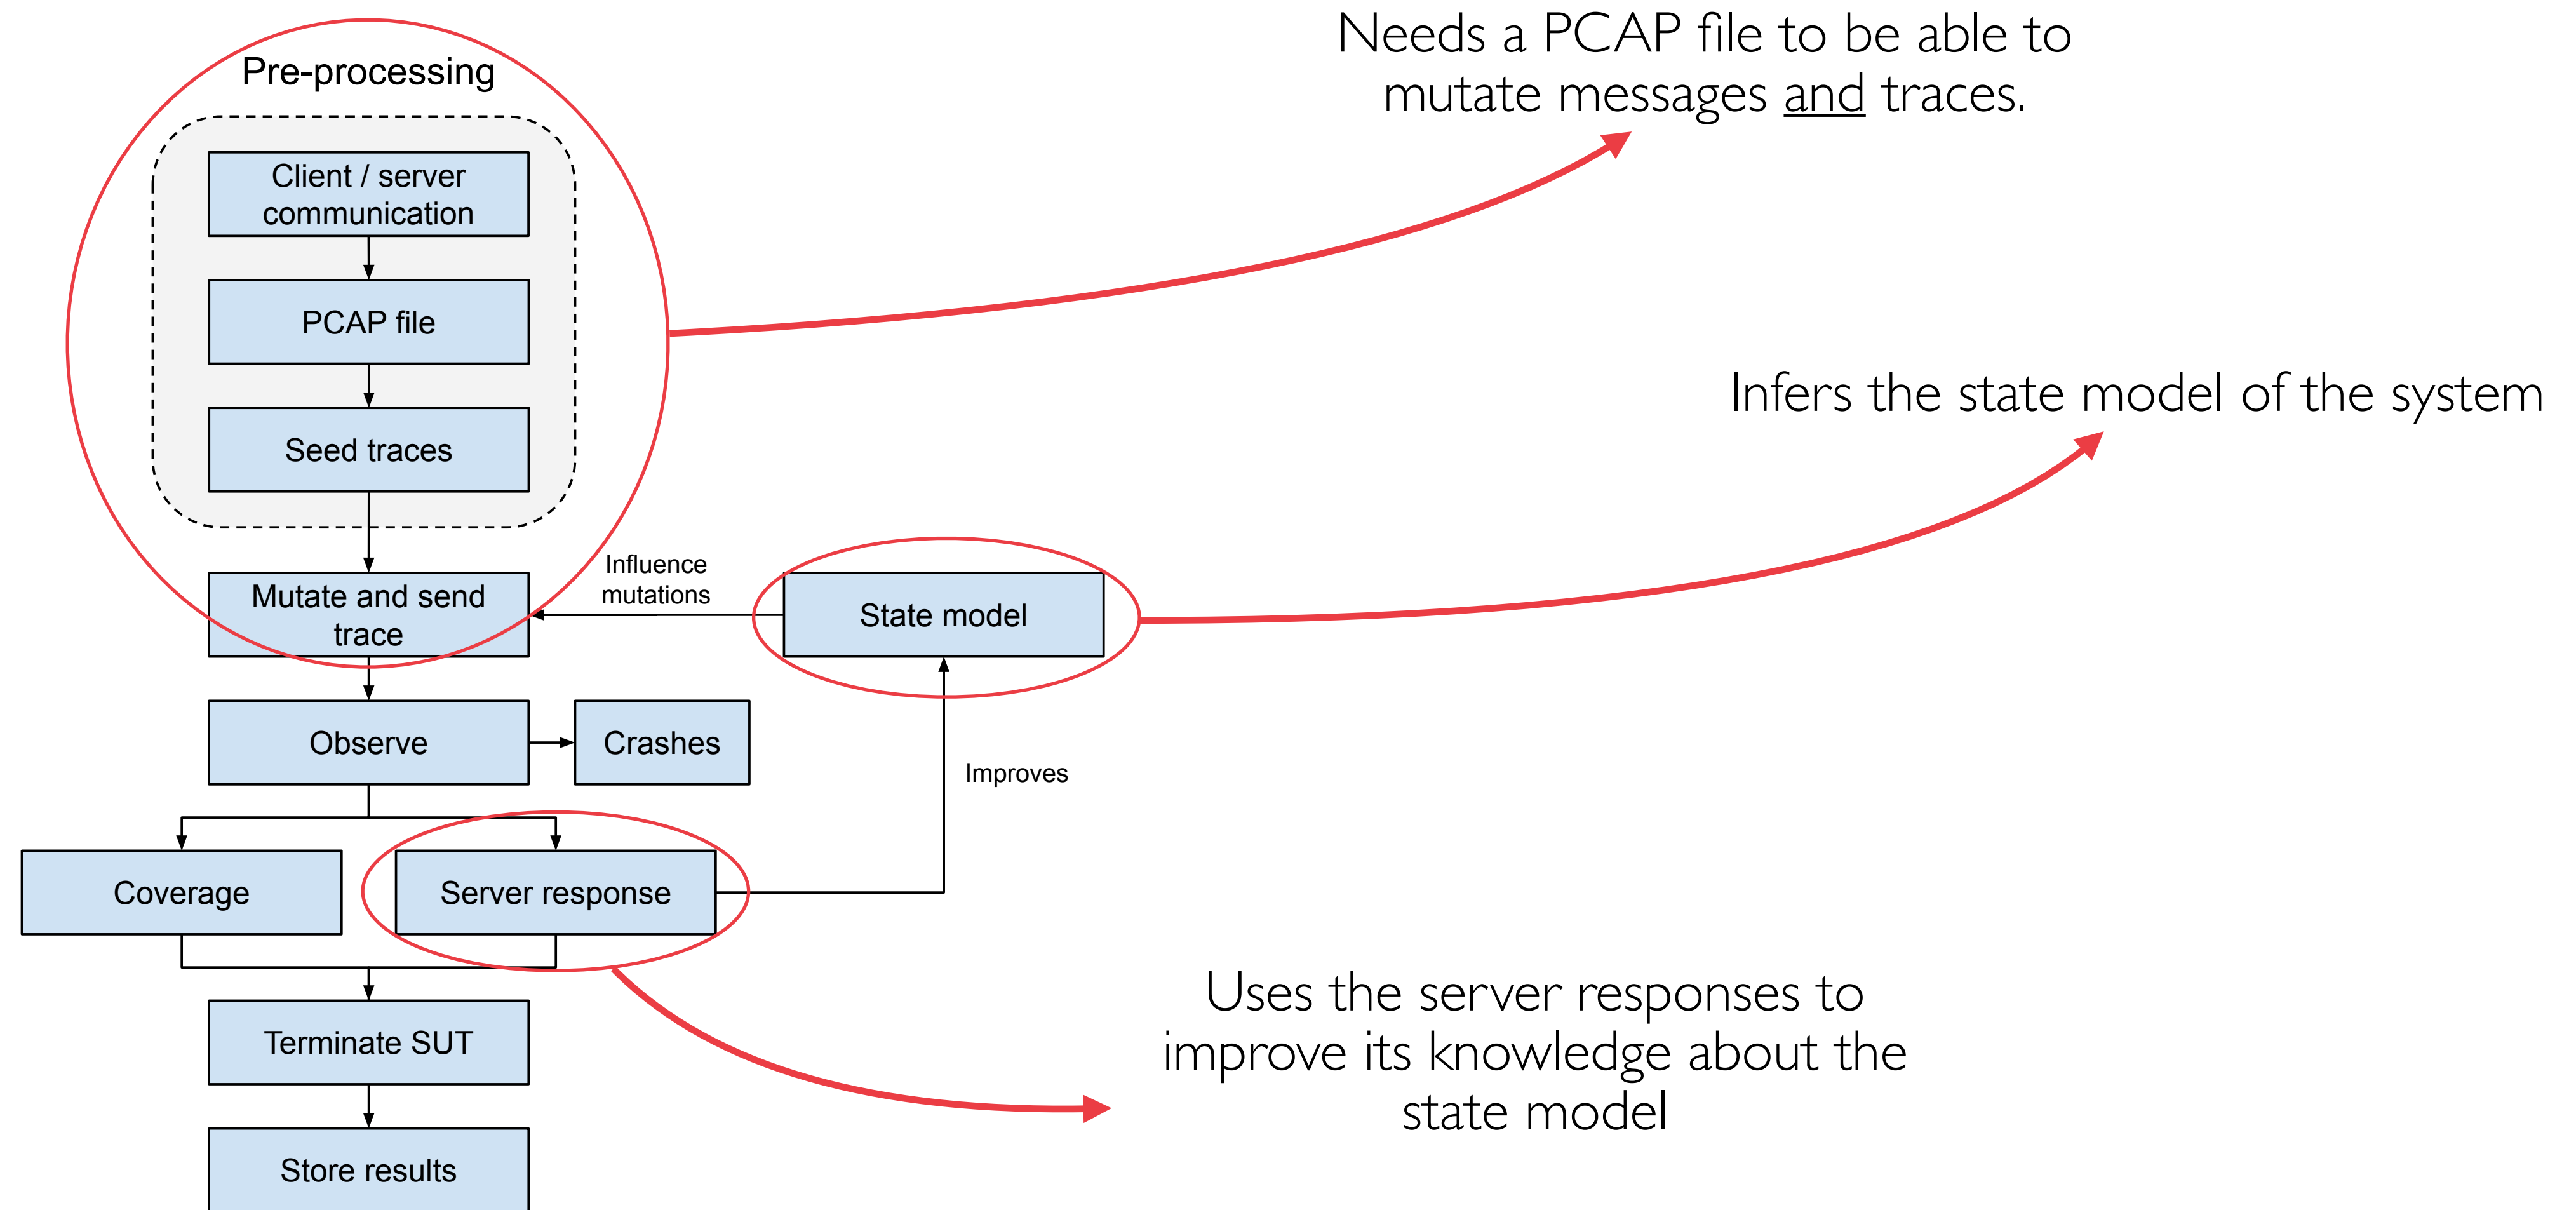 Needs a PCAP file to be able to
mutate messages and traces.
Pre-processing
Client / server
communication
PCAP file
Seed traces
Infers the state model of the system
Influence
mutations
Mutate and send
trace
State model
Observe
Crashes
Improves
Coverage
Server response
Uses the server responses to
improve its knowledge about the
state model
Terminate SUT
Store results